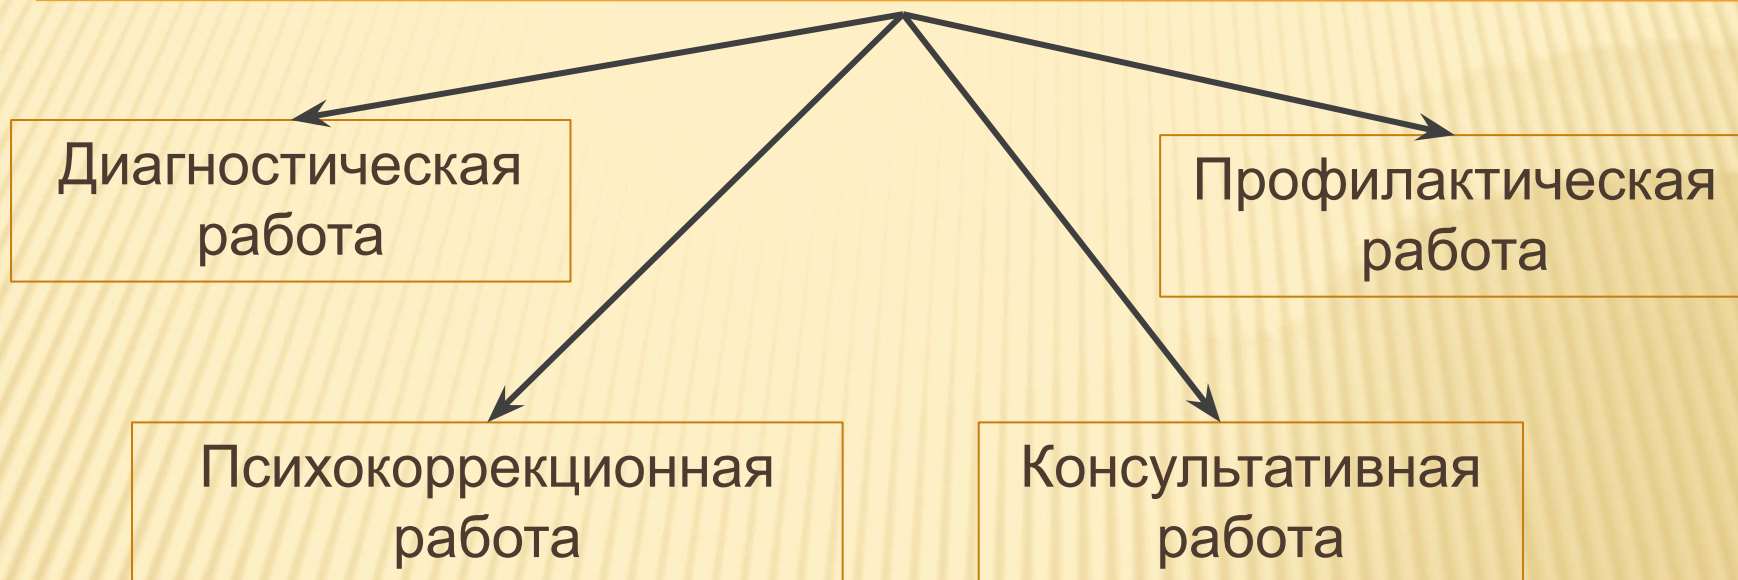 Диагностическая
работа
Профилактическая
работа
Психокоррекционная
работа
Консультативная
работа